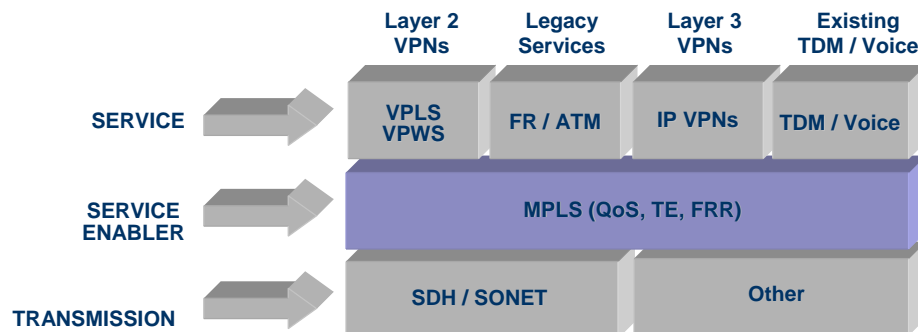 Layer 2
VPNs
Legacy
Services
Layer 3
VPNs
Existing
TDM / Voice
SERVICE
VPLS
VPWS
FR / ATM
IP VPNs
TDM / Voice
SERVICE
ENABLER
MPLS (QoS, TE, FRR)
TRANSMISSION
SDH / SONET
Other